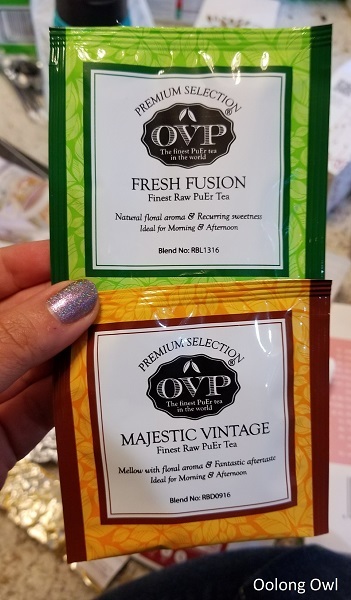 PREMIUM SELECTION
OVP®
The finest PuEr tea
in the world
FRESH FUSION
Finest Raw PuEr Tea
Natural floral aroma & Recurring sweetness
Ideal for Morning & Afternoon
Blend No: RBL1316
PREMIUM SELECTION
OVP®
The finest PuEr tea
in the world
MAJESTIC VINTAGE
Finest Raw PuEr Tea
Mellow with floral aroma & Fantastic aftertaste
Ideal for Morning & Afternoon
Blend No: RBD0916
Oolong Owl